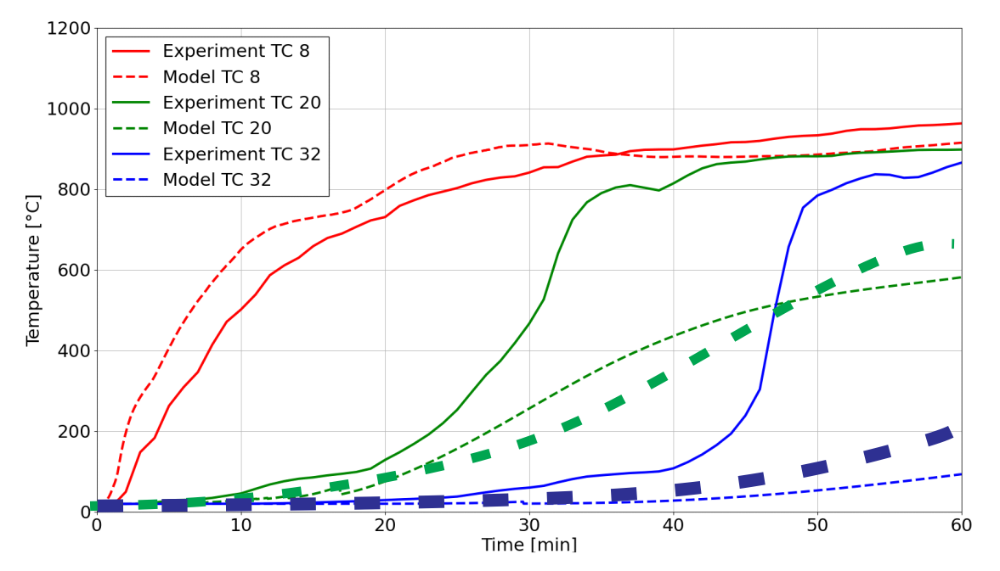 1200
1000
800
600
400
200
0
Temperature [°C]
Experiment TC 8
Model TC 8
Experiment TC 20
Model TC 20
Experiment TC 32
Model TC 32
0 10 20 30 40 50 60
Time [min]